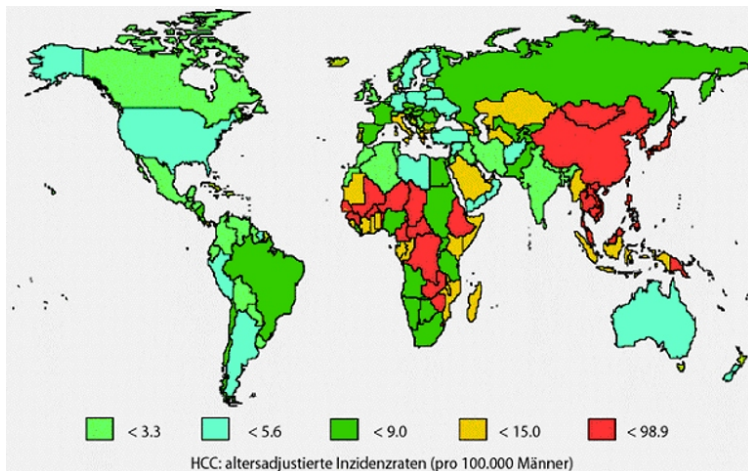 < 3.3 < 5.6 < 9.0 < 15.0 < 98.9
HCC: altersadjustierte Inzidenzraten (pro 100.000 Männer)